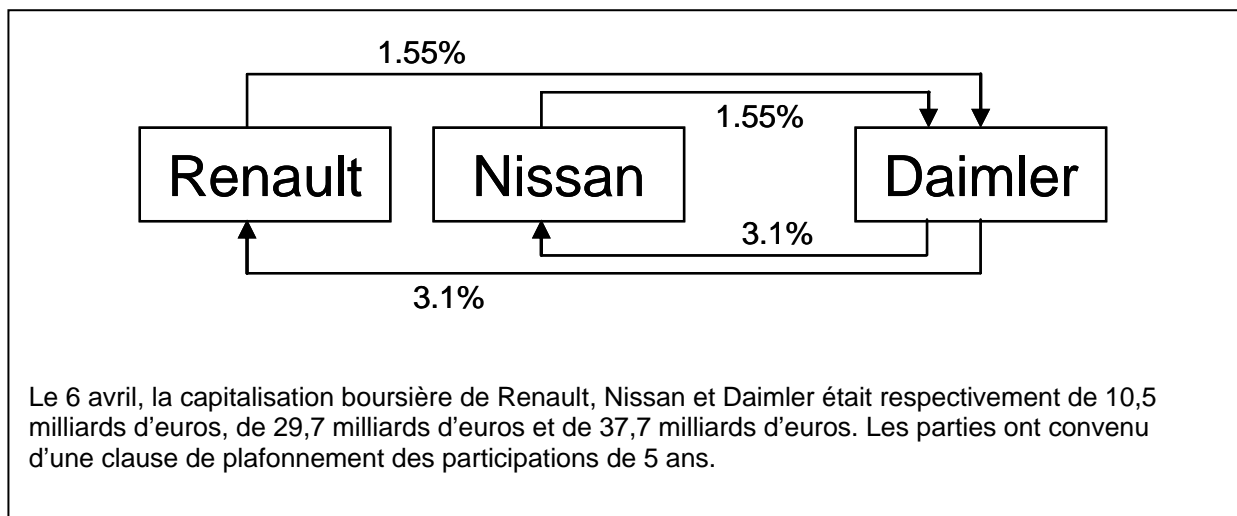 1.55%
1.55%
Renault
Nissan
Daimler
3.1%
3.1%
Le 6 avril, la capitalisation boursière de Renault, Nissan et Daimler était respectivement de 10,5
milliards d’euros, de 29,7 milliards d’euros et de 37,7 milliards d’euros. Les parties ont convenu
d’une clause de plafonnement des participations de 5 ans.